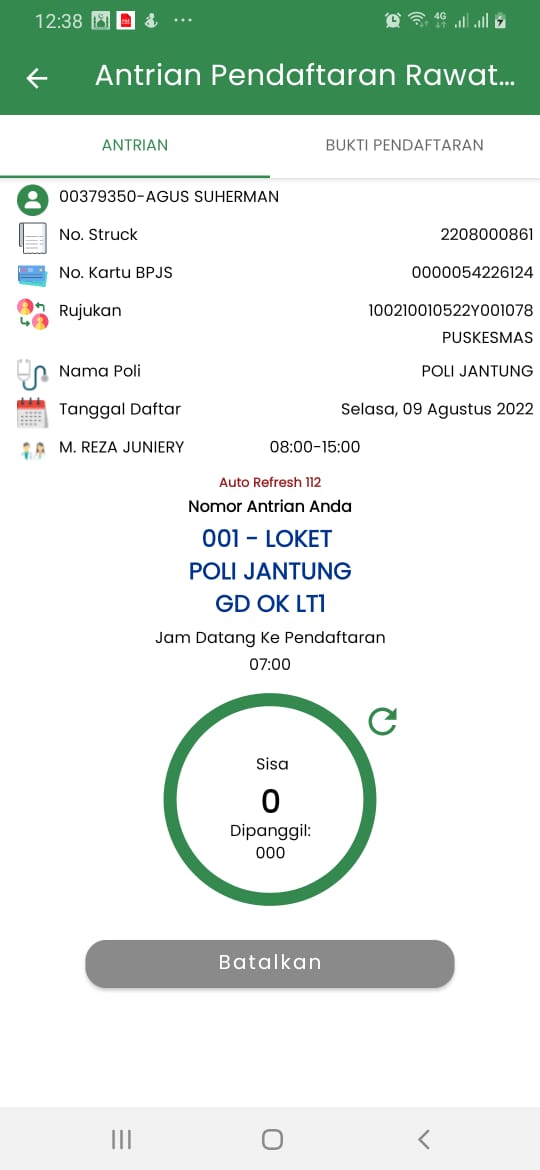 12:38
4G
Antrian Pendaftaran Rawat...
ANTRIAN BUKTI PENDAFTARAN
00379350-AGUS SUHERMAN
No. Struck 2208000861
No. Kartu BPJS 0000054226124
Rujukan 100210010522Y001078
PUSKESMAS
Nama Poli POLI JANTUNG
Tanggal Daftar Selasa, 09 Agustus 2022
M. REZA JUNIERY 08:00-15:00
Auto Refresh 112
Nomor Antrian Anda
001 - LOKET
POLI JANTUNG
GD OK LT1
Jam Datang Ke Pendaftaran
07:00
Sisa
0
Dipanggil:
000
Batalkan